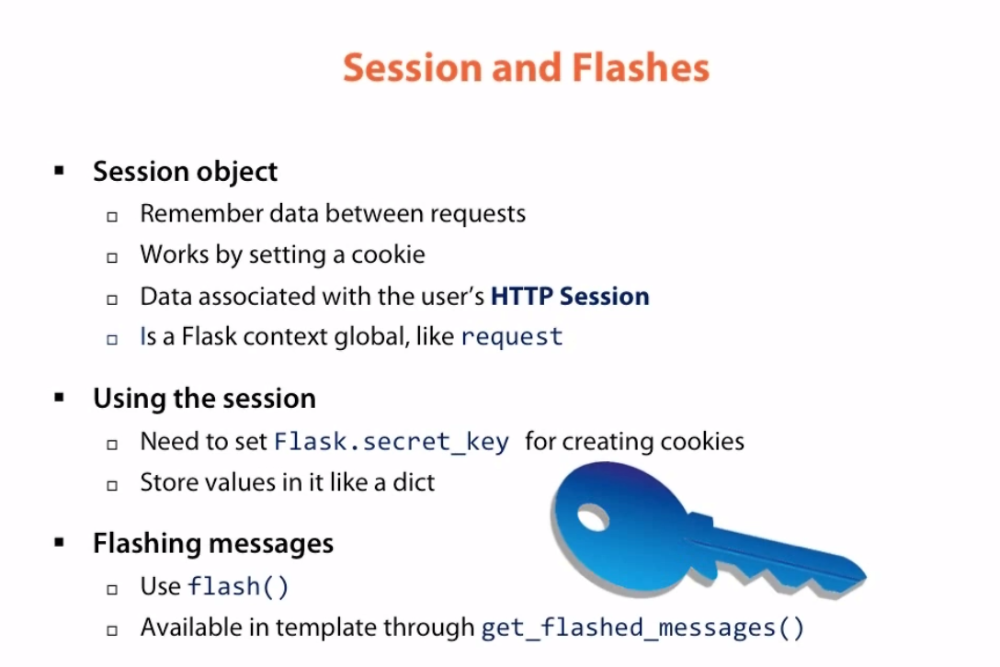 Session and Flashes
▪ Session object
▫ Remember data between requests
▫ Works by setting a cookie
▫ Data associated with the user’s HTTP Session
▫ Is a Flask context global, like request
▪ Using the session
▫ Need to set Flask.secret_key for creating cookies
▫ Store values in it like a dict
▪ Flashing messages
▫ Use flash()
▫ Available in template through get_flashed_messages()